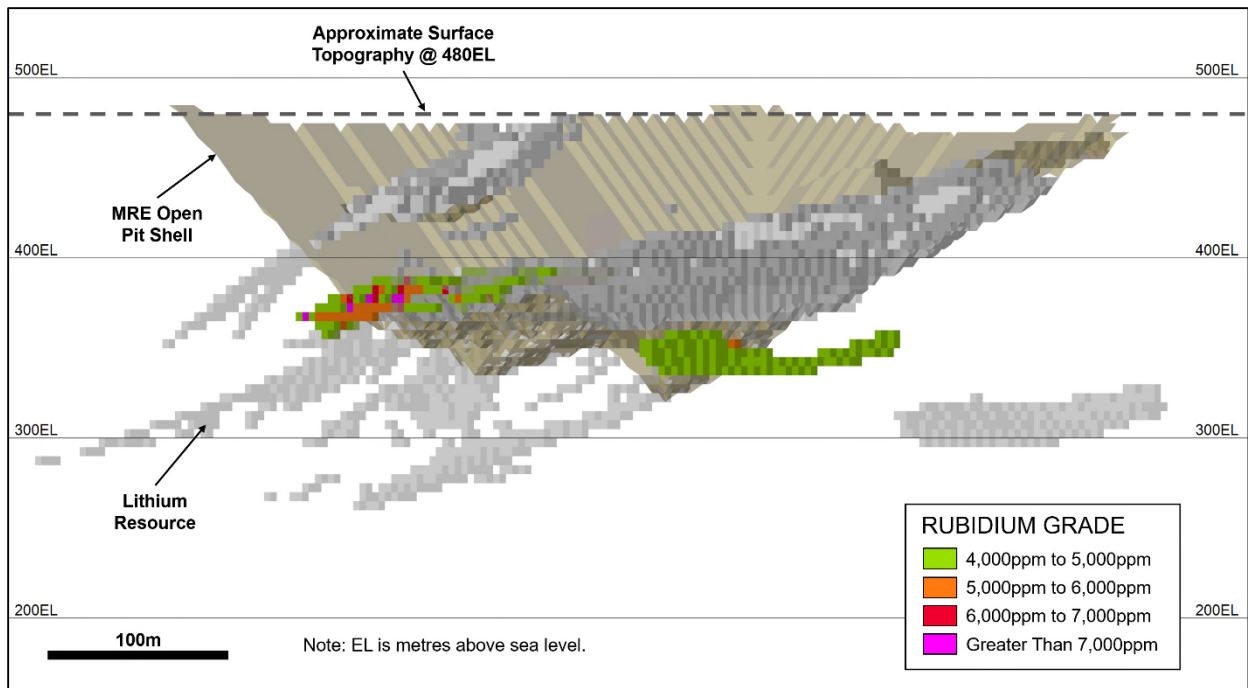 Approximate Surface
Topography @ 480EL
500EL
500EL
MRE Open
Pit Shell
400EL
400EL
300EL
300EL
Lithium
Resource
RUBIDIUM GRADE
4,000ppm to 5,000ppm
5,000ppm to 6,000ppm
6,000ppm to 7,000ppm
Greater Than 7,000ppm
200EL
200EL
100m
Note: EL is metres above sea level.